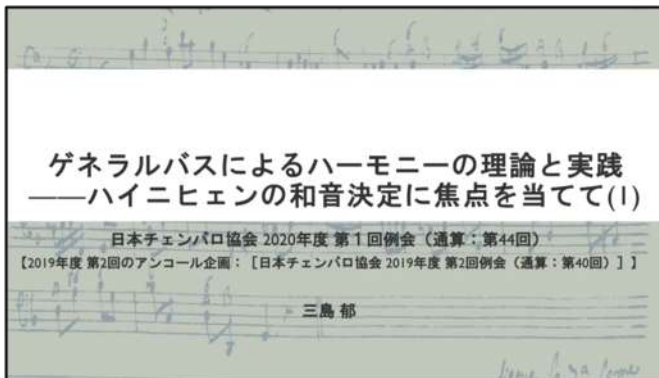 ゲネラルバスによるハーモニーの理論と実践
――ハイニヒェンの和音決定に焦点を当てて(1)
日本チェンバロ協会 2020年度 第1回例会（通算：第44回）
【2019年度 第2回のアンコール企画：［日本チェンバロ協会 2019年度 第2回例会（通算：第40回）］】
三島 郁